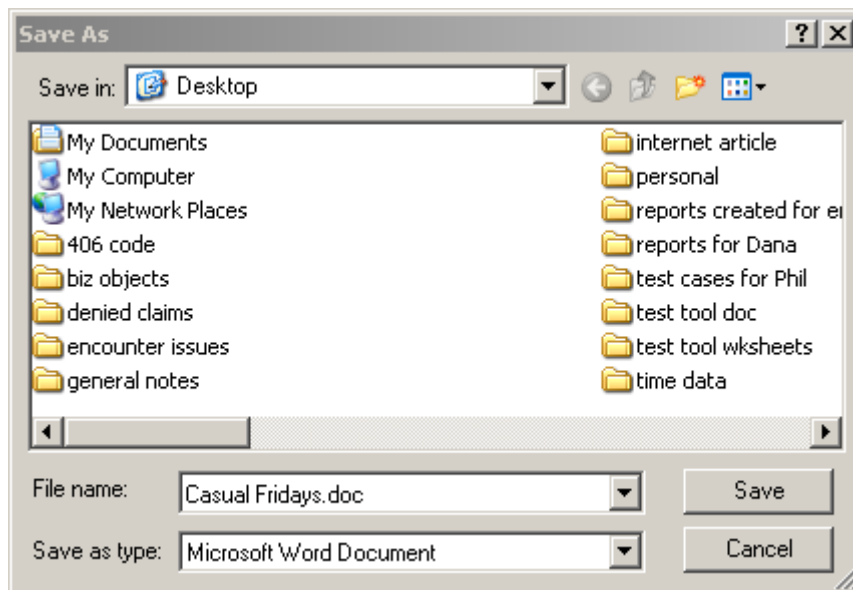 Save As
Save in: Desktop
My Documents
My Computer
My Network Places
406 code
biz objects
denied claims
encounter issues
general notes
internet article
personal
reports created for
reports for Dana
test cases for Phil
test tool doc
test tool wksheets
time data
File name: Casual Fridays.doc
Save
Save as type: Microsoft Word Document
Cancel